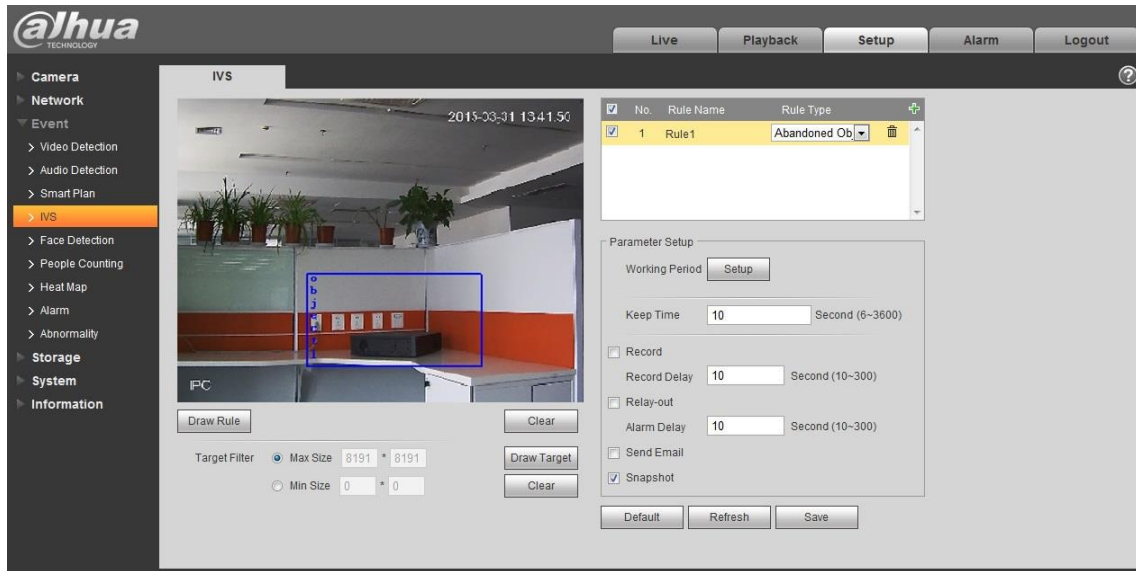 alhua
TECHNOLOGY
Live Playback Setup Alarm Logout
Camera
Network
Event
Video Detection
Audio Detection
Smart Plan
IVS
Face Detection
People Counting
Heat Map
Alarm
Abnormality
Storage
System
Information
IVS
?
2015-03-31 13:41:50
object1
IPC
Draw Rule Clear
Target Filter Max Size 8191 * 8191 Draw Target
Min Size 0 * 0 Clear
No. Rule Name Rule Type
1 Rule1 Abandoned Obj
Parameter Setup
Working Period Setup
Keep Time 10 Second (6~3600)
Record
Record Delay 10 Second (10~300)
Relay-out
Alarm Delay 10 Second (10~300)
Send Email
Snapshot
Default Refresh Save